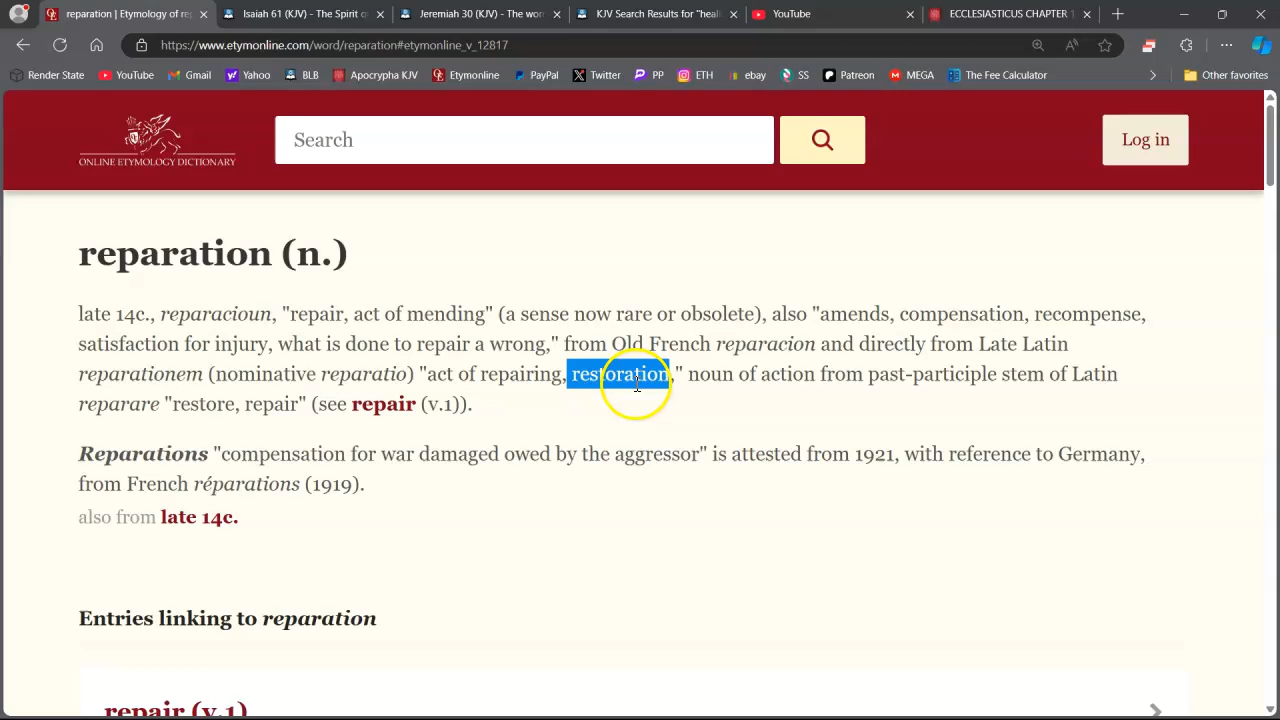 reparation | Etymology of re
Isaiah 61 (KJV) - The Spirit o
Jeremiah 30 (KJV) - The wor
KJV Search Results for "heal
YouTube
ECCLESIASTICUS CHAPTER 1
https://www.etymonline.com/word/reparation#etymonline_v_12817
Render State YouTube Gmail Yahoo BLB Apocrypha KJV Etymonline PayPal Twitter PP ETH ebay SS Patreon MEGA The Fee Calculator Other favorites
ONLINE ETYMOLOGY DICTIONARY
Search
Log in
reparation (n.)
late 14c., reparacioun, "repair, act of mending" (a sense now rare or obsolete), also "amends, compensation, recompense,
satisfaction for injury, what is done to repair a wrong," from Old French reparacion and directly from Late Latin
reparationem (nominative reparatio) "act of repairing, restoration," noun of action from past-participle stem of Latin
reparare "restore, repair" (see repair (v.1)).
Reparations "compensation for war damaged owed by the aggressor" is attested from 1921, with reference to Germany,
from French réparations (1919).
also from late 14c.
Entries linking to reparation
repair (v.1)